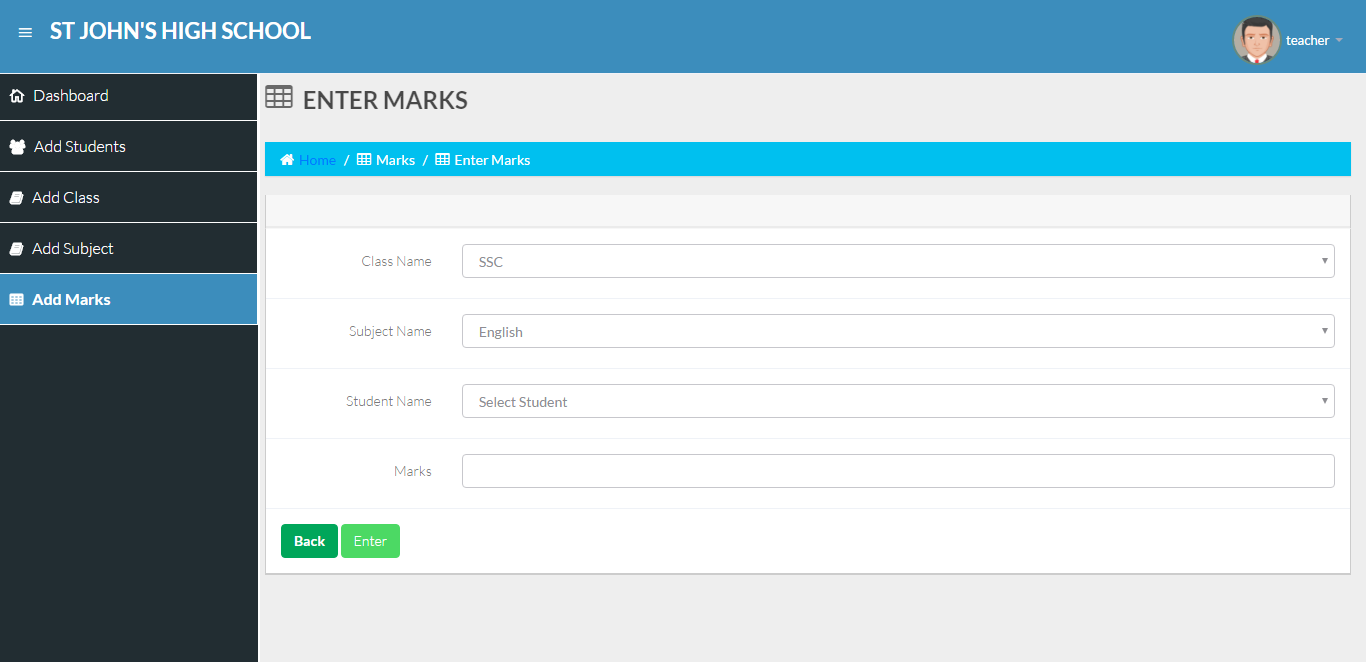 ST JOHN'S HIGH SCHOOL
teacher
Dashboard
Add Students
Add Class
Add Subject
Add Marks
ENTER MARKS
Home / Marks / Enter Marks
Class Name SSC
Subject Name English
Student Name Select Student
Marks
Back Enter